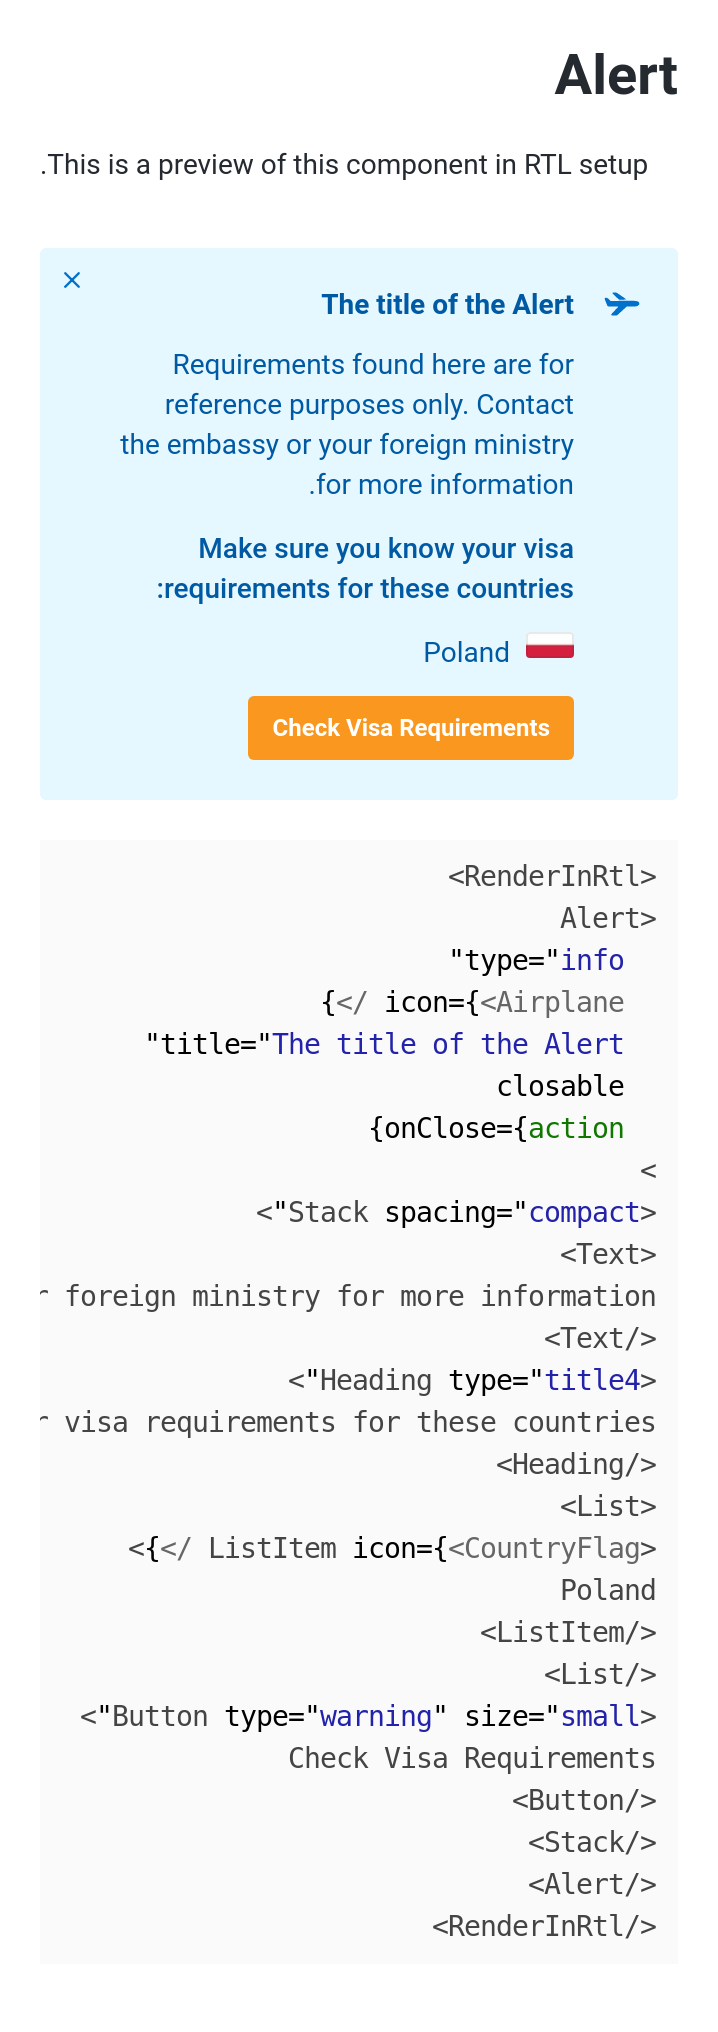 Alert
.This is a preview of this component in RTL setup
The title of the Alert
Requirements found here are for
reference purposes only. Contact
the embassy or your foreign ministry
.for more information
Make sure you know your visa
:requirements for these countries
Poland
Check Visa Requirements
<RenderInRtl>
Alert>
"type="info
{</ icon={<Airplane
"title="The title of the Alert
closable
{onClose={action
<
<"Stack spacing="compact>
<Text>
foreign ministry for more information
<Text/>
<"Heading type="title4>
visa requirements for these countries
<Heading/>
<List>
<{</ ListItem icon={<CountryFlag>
Poland
<ListItem/>
<List/>
<"Button type="warning" size="small>
Check Visa Requirements
<Button/>
<Stack/>
<Alert/>
<RenderInRtl/>